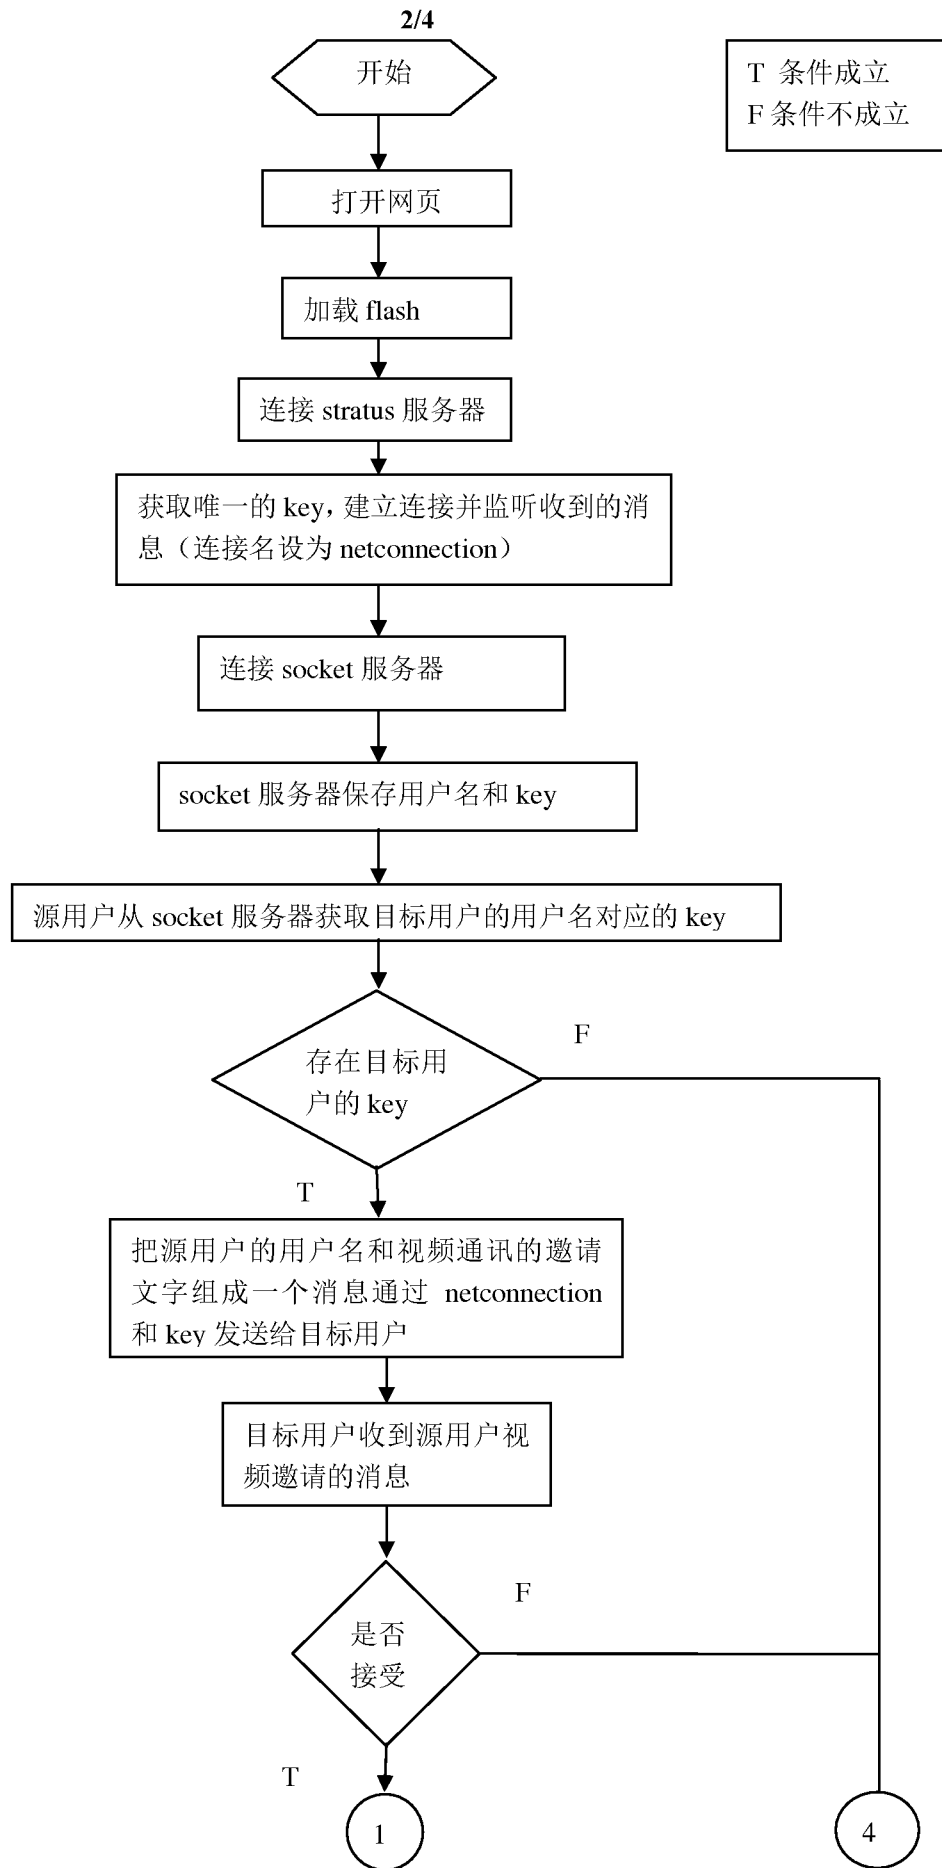 2/4
开始
T 条件成立
F 条件不成立
打开网页
加载 flash
连接 stratus 服务器
获取唯一的 key，建立连接并监听收到的消
息（连接名设为 netconnection）
连接 socket 服务器
socket 服务器保存用户名和 key
源用户从 socket 服务器获取目标用户的用户名对应的 key
F
存在目标用
户的 key
T
把源用户的用户名和视频通讯的邀请
文字组成一个消息通过 netconnection
和 key 发送给目标用户
目标用户收到源用户视
频邀请的消息
F
是否
接受
T
1
4